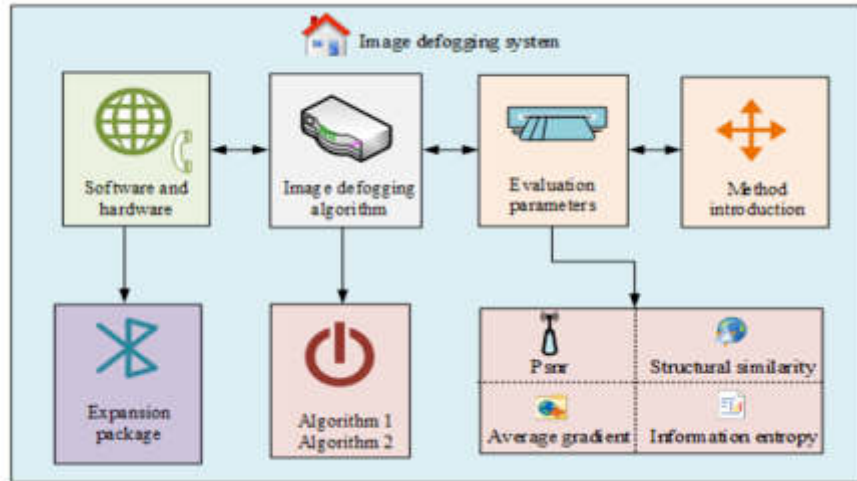 Image defogging system
Software and
hardware
Image defogging
algorithm
Evaluation
parameters
Method
introduction
Expansion
package
Algorithm 1
Algorithm 2
Psnr
Structural similarity
Average gradient
Information entropy